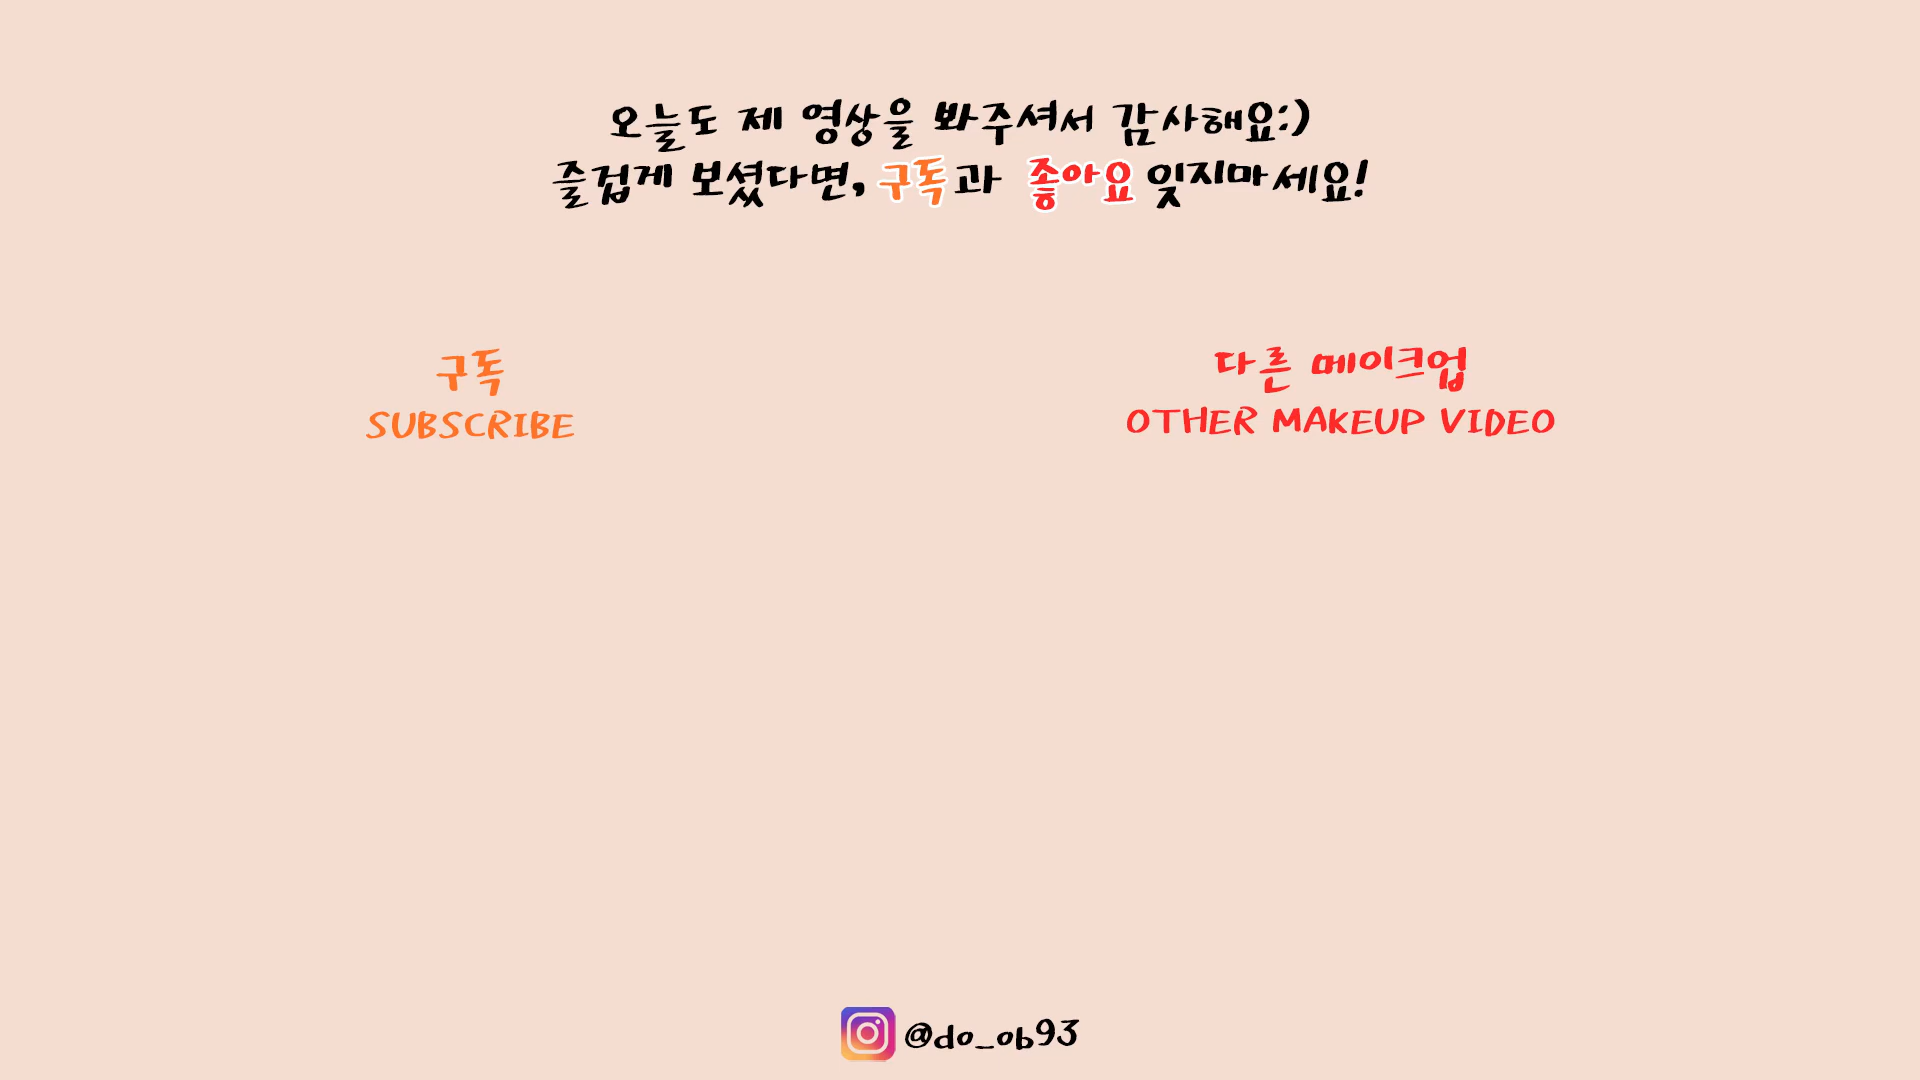 오늘도 제 영상을 봐주셔서 감사해요:)
즐겁게 보셨다면, 구독과 좋아요 잊지마세요!
구독
SUBSCRIBE
다른 메이크업
OTHER MAKEUP VIDEO
@do_ob93